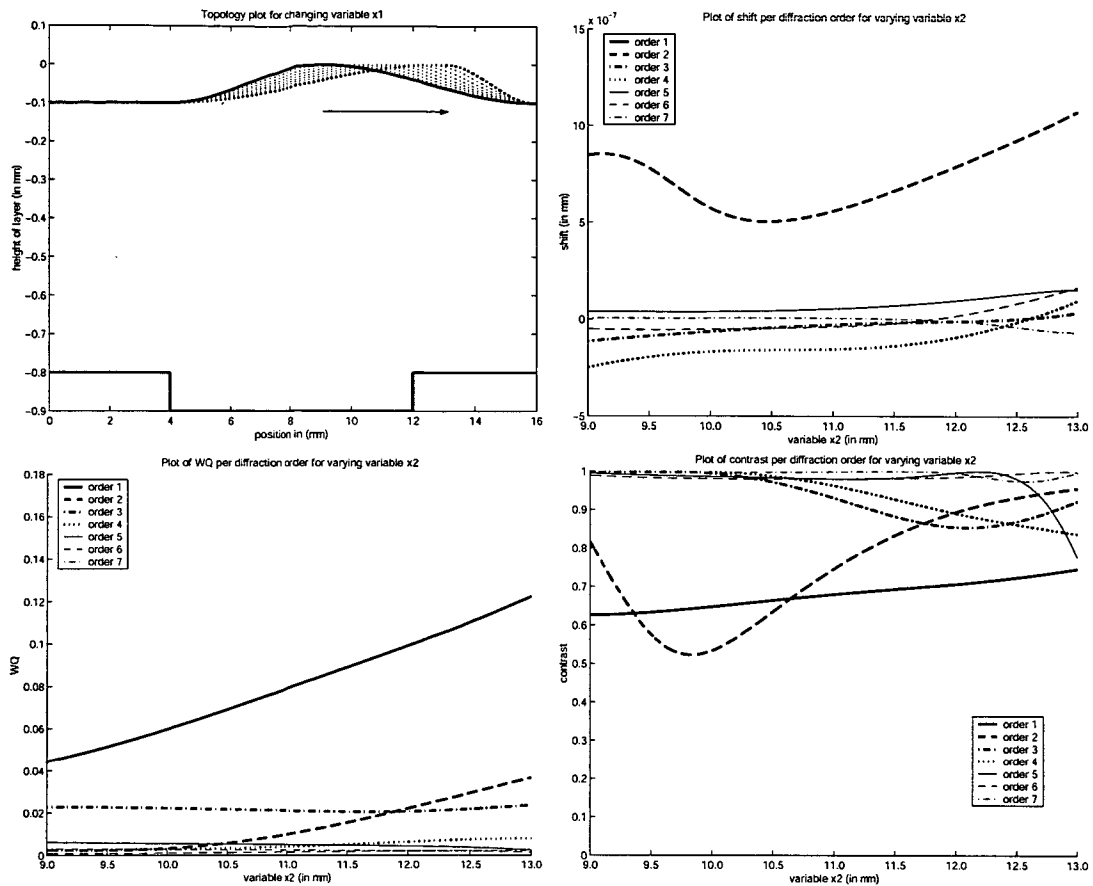 Topology plot for changing variable x1
0.1
0
−0.1
−0.2
−0.3
−0.4
−0.5
−0.6
−0.7
−0.8
−0.9
height of layer (in mm)
0 2 4 6 8 10 12 14 16
position in (mm)
Plot of shift per diffraction order for varying variable x2
x 10⁻⁷
15
10
5
0
−5
shift (in mm)
order 1
order 2
order 3
order 4
order 5
order 6
order 7
9.0 9.5 10.0 10.5 11.0 11.5 12.0 12.5 13.0
variable x2 (in mm)
Plot of WQ per diffraction order for varying variable x2
0.18
0.16
0.14
0.12
0.1
0.08
0.06
0.04
0.02
0
WQ
order 1
order 2
order 3
order 4
order 5
order 6
order 7
9.0 9.5 10.0 10.5 11.0 11.5 12.0 12.5 13.0
variable x2 (in mm)
Plot of contrast per diffraction order for varying variable x2
1
0.9
0.8
0.7
0.6
0.5
0.4
0.3
0.2
0.1
0
contrast
order 1
order 2
order 3
order 4
order 5
order 6
order 7
9.0 9.5 10.0 10.5 11.0 11.5 12.0 12.5 13.0
variable x2 (in mm)